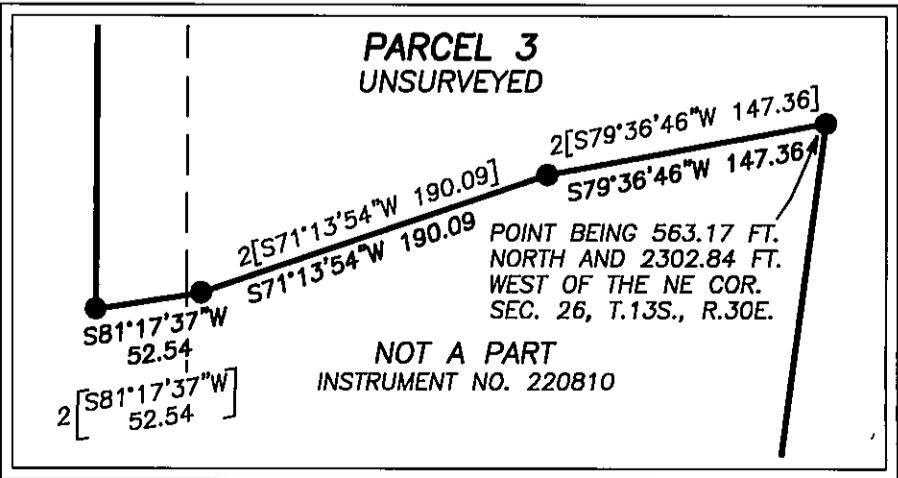 PARCEL 3
UNSURVEYED
2[S79°36'46"W 147.36]
S79°36'46"W 147.36
2[S71°13'54"W 190.09]
S71°13'54"W 190.09
POINT BEING 563.17 FT.
NORTH AND 2302.84 FT.
WEST OF THE NE COR.
SEC. 26, T.13S., R.30E.
S81°17'37"W
52.54
NOT A PART
INSTRUMENT NO. 220810
2[S81°17'37"W
52.54]